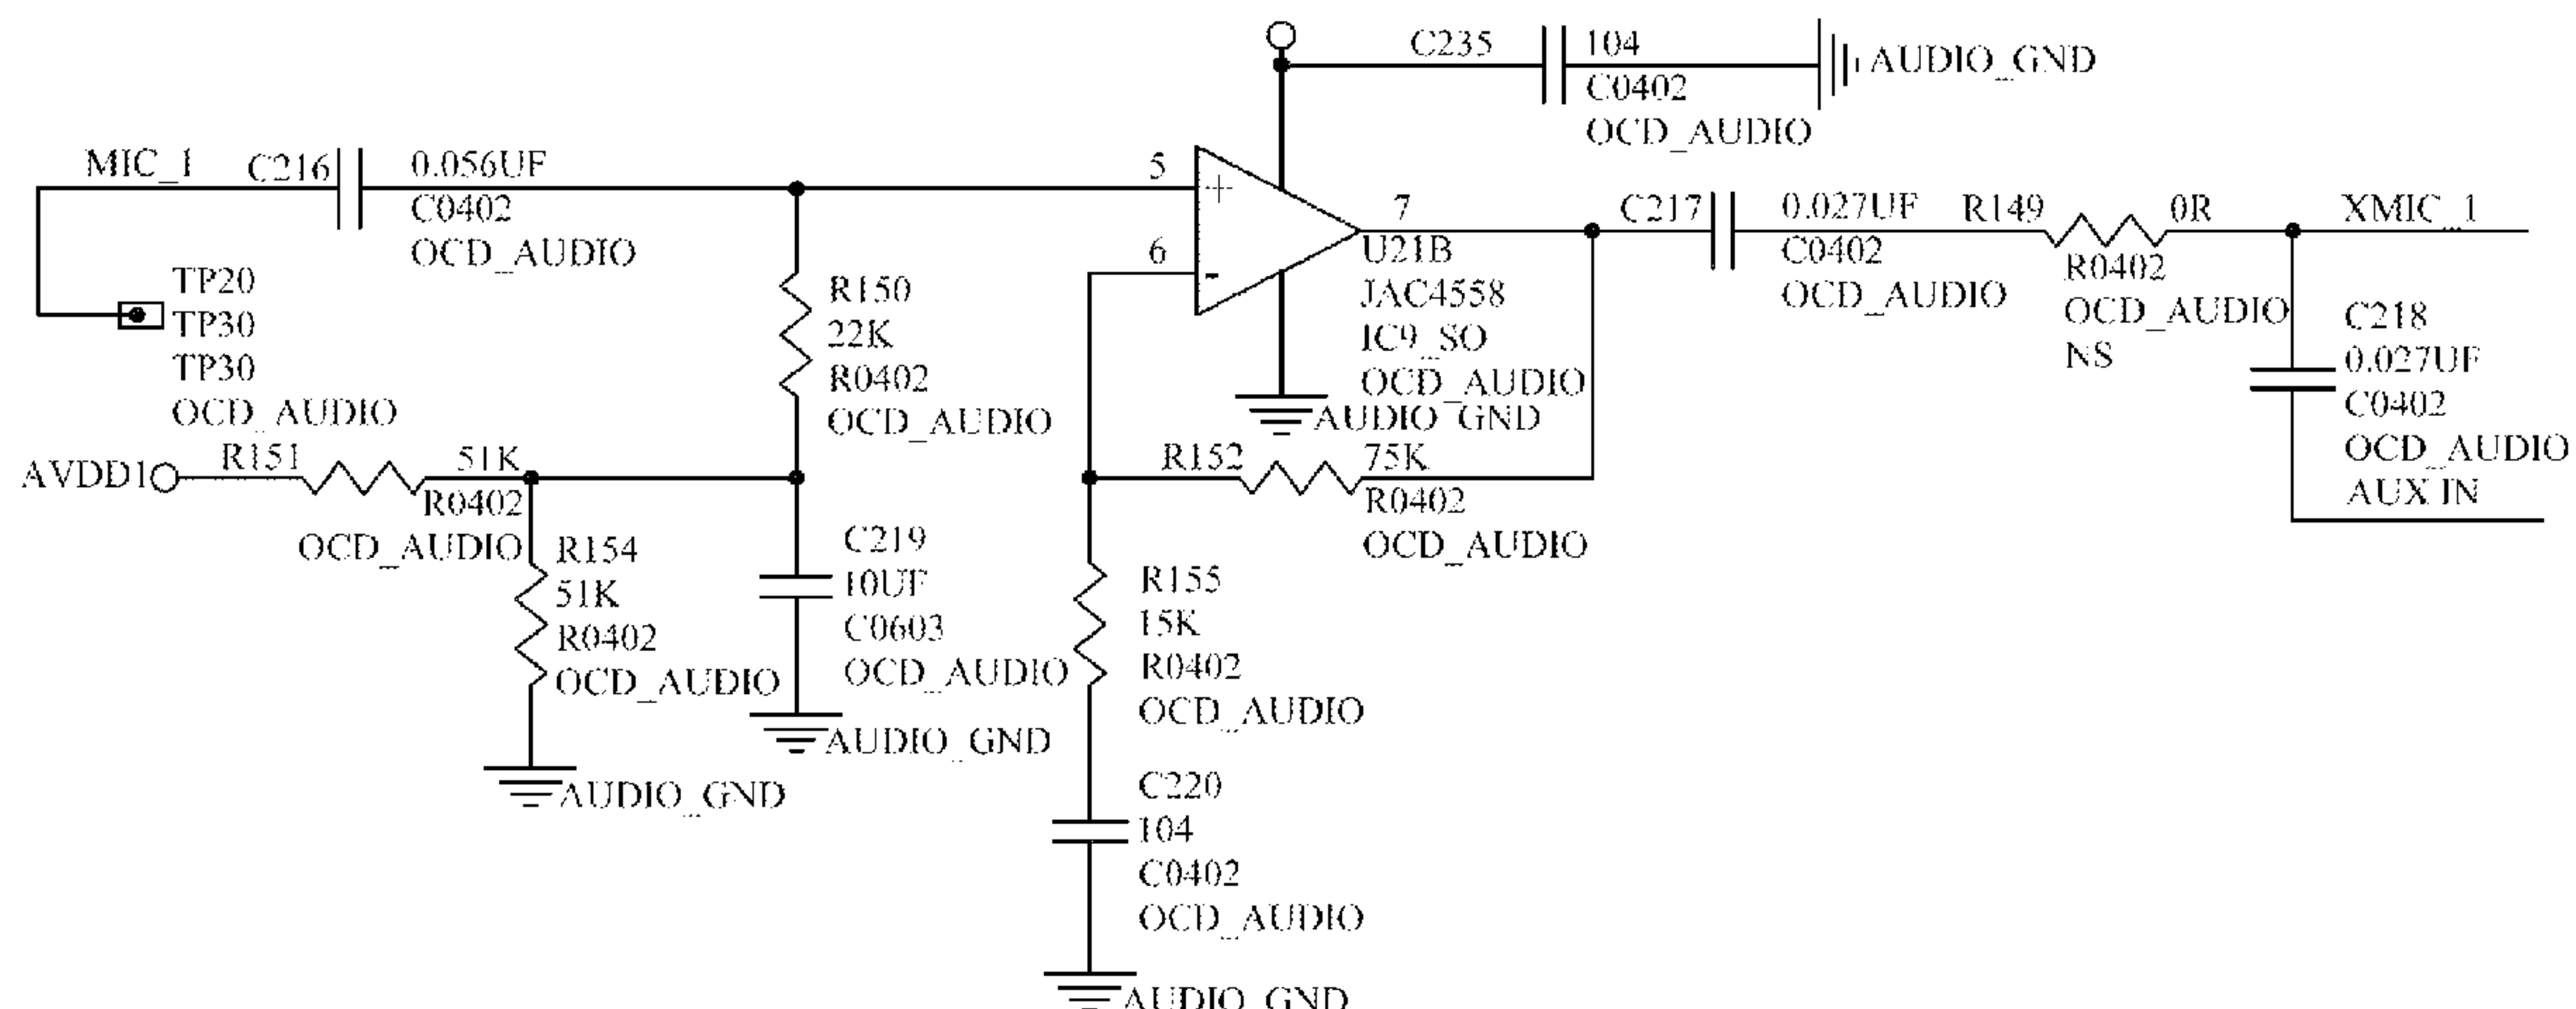 C235
104
C0402
OCD_AUDIO
AUDIO_GND
MIC_1
C216
0.056UF
C0402
OCD_AUDIO
5
6
7
U21B
JAC4558
IC9_SO
OCD_AUDIO
AUDIO_GND
C217
0.027UF
C0402
OCD_AUDIO
R149
0R
R0402
OCD_AUDIO
NS
XMIC_1
C218
0.027UF
C0402
OCD_AUDIO
AUX IN
TP20
TP30
TP30
OCD_AUDIO
R150
22K
R0402
OCD_AUDIO
AVDD1
R151
51K
R0402
OCD_AUDIO
R154
51K
R0402
OCD_AUDIO
AUDIO_GND
C219
10UF
C0603
OCD_AUDIO
AUDIO_GND
R152
75K
R0402
OCD_AUDIO
R155
15K
R0402
OCD_AUDIO
C220
104
C0402
OCD_AUDIO
AUDIO_GND